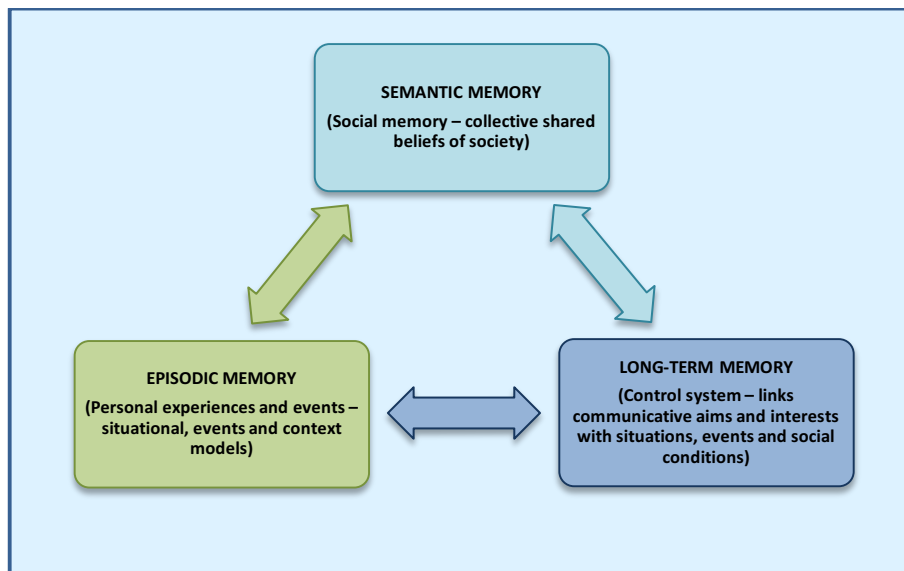 SEMANTIC MEMORY
(Social memory – collective shared
beliefs of society)
EPISODIC MEMORY
(Personal experiences and events –
situational, events and context
models)
LONG-TERM MEMORY
(Control system – links
communicative aims and interests
with situations, events and social
conditions)